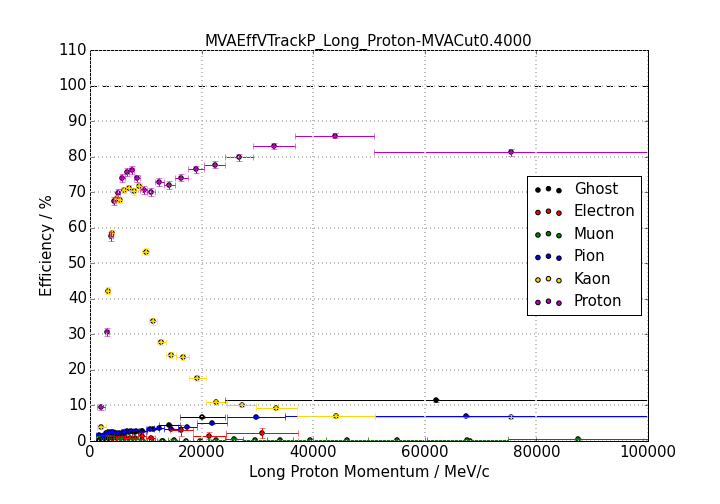 MVAEffVTrackP_Long_Proton-MVACut0.4000
110
100
90
80
70
60
50
40
30
20
10
0
Efficiency / %
Ghost
Electron
Muon
Pion
Kaon
Proton
0 20000 40000 60000 80000 100000
Long Proton Momentum / MeV/c